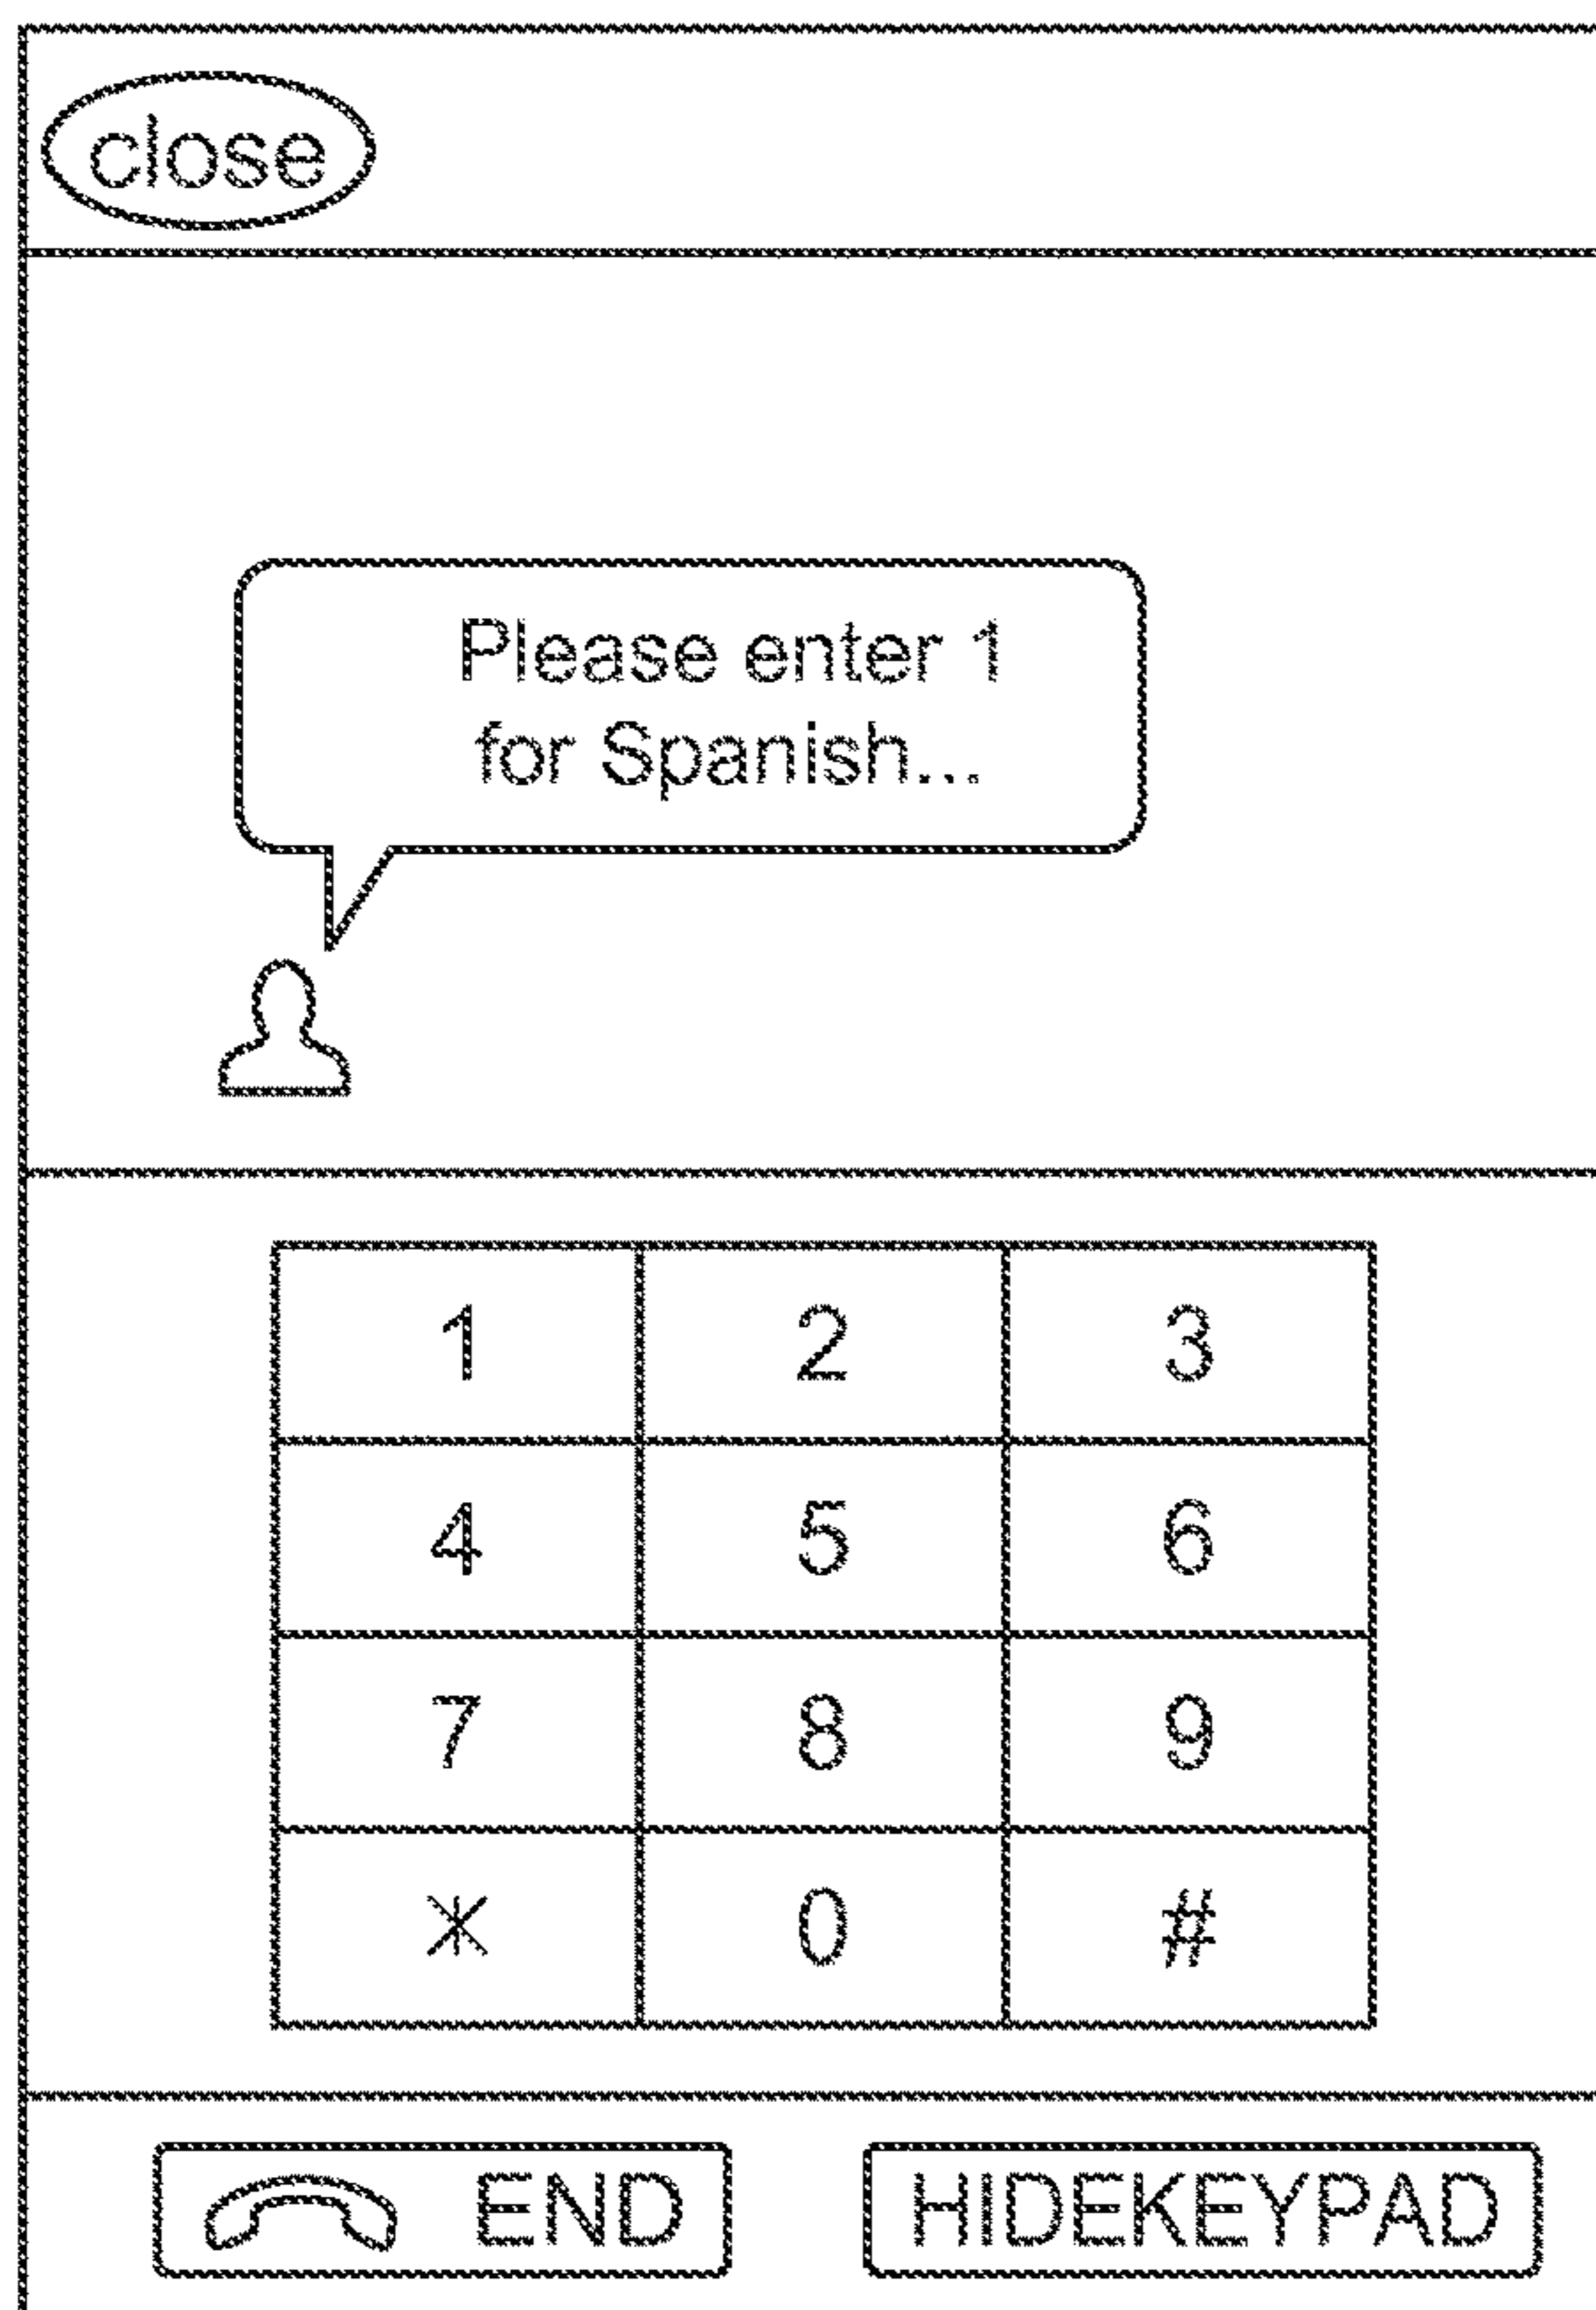 close
Please enter 1
for Spanish...
1 2 3
4 5 6
7 8 9
* 0 #
END HIDEKEYPAD